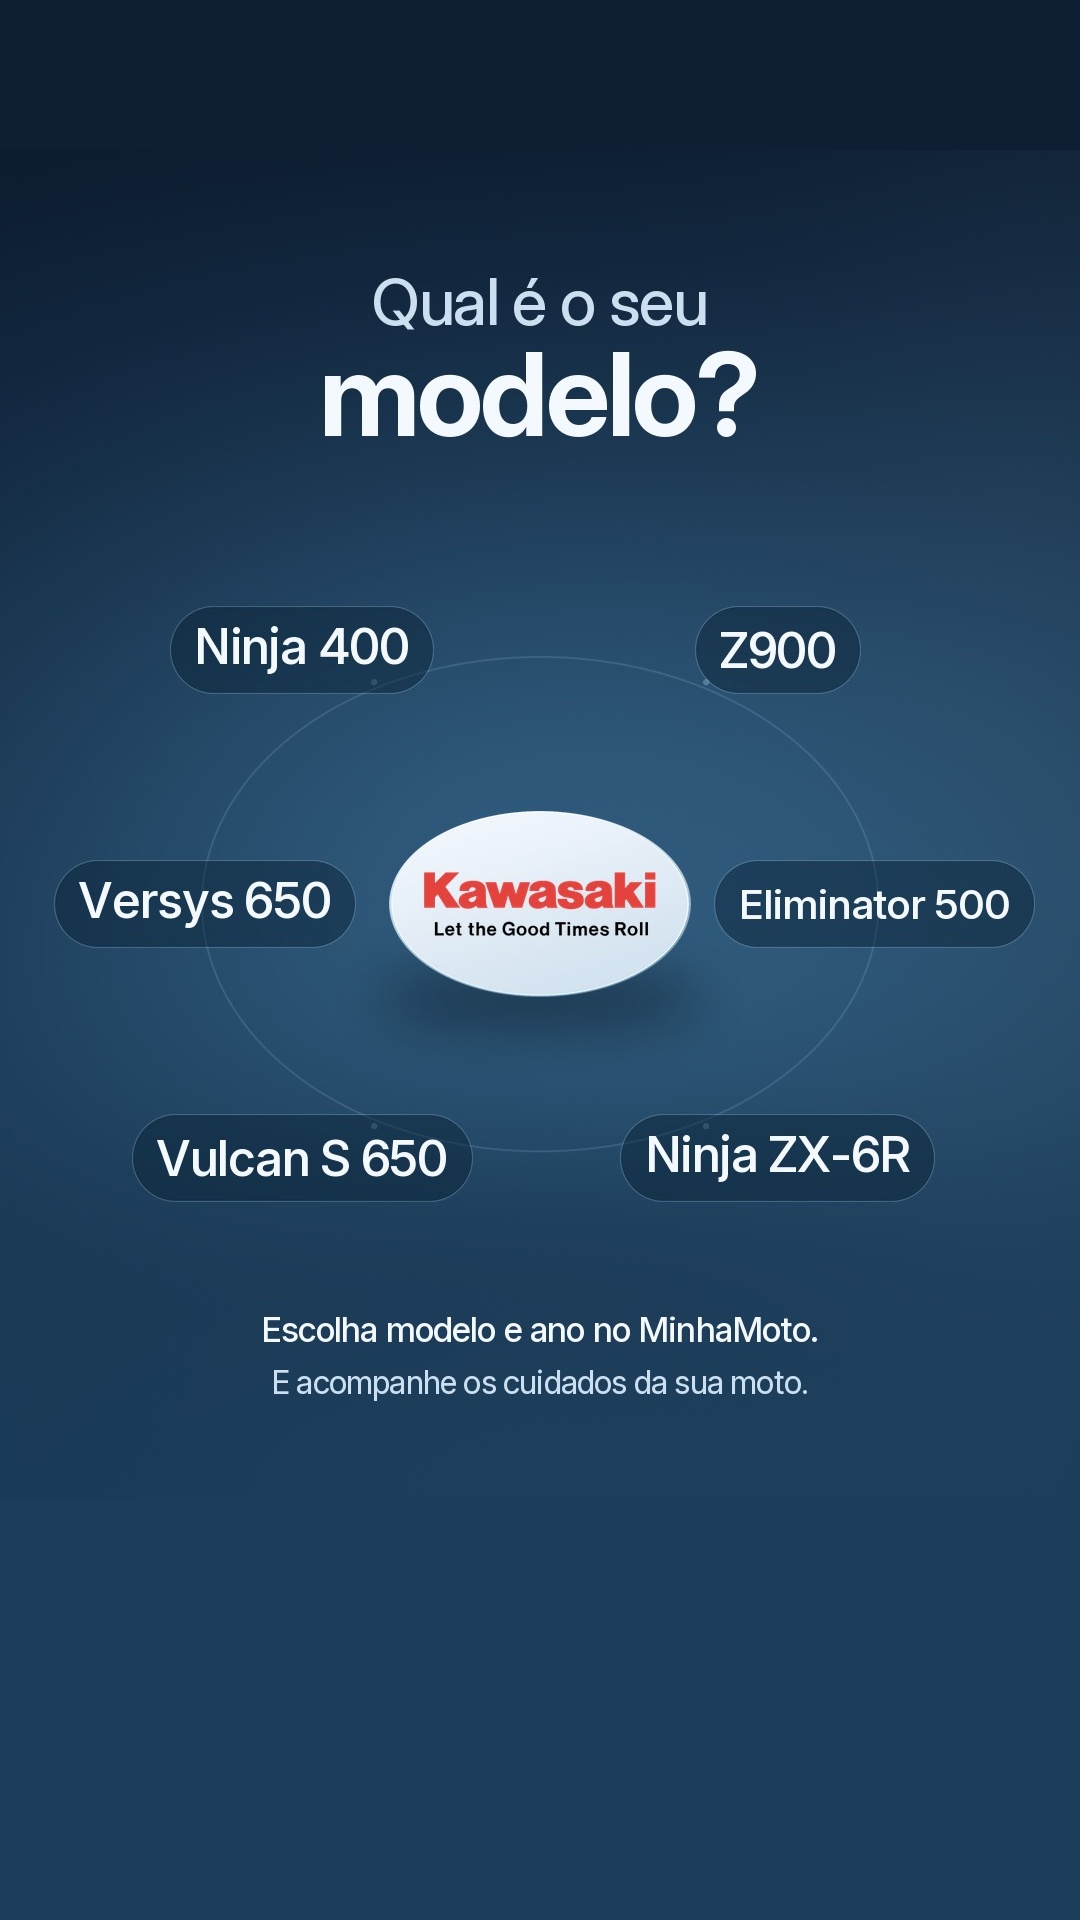 Qual é o seu
modelo?
Ninja 400
Z900
Versys 650
Kawasaki
Let the Good Times Roll
Eliminator 500
Vulcan S 650
Ninja ZX-6R
Escolha modelo e ano no MinhaMoto.
E acompanhe os cuidados da sua moto.